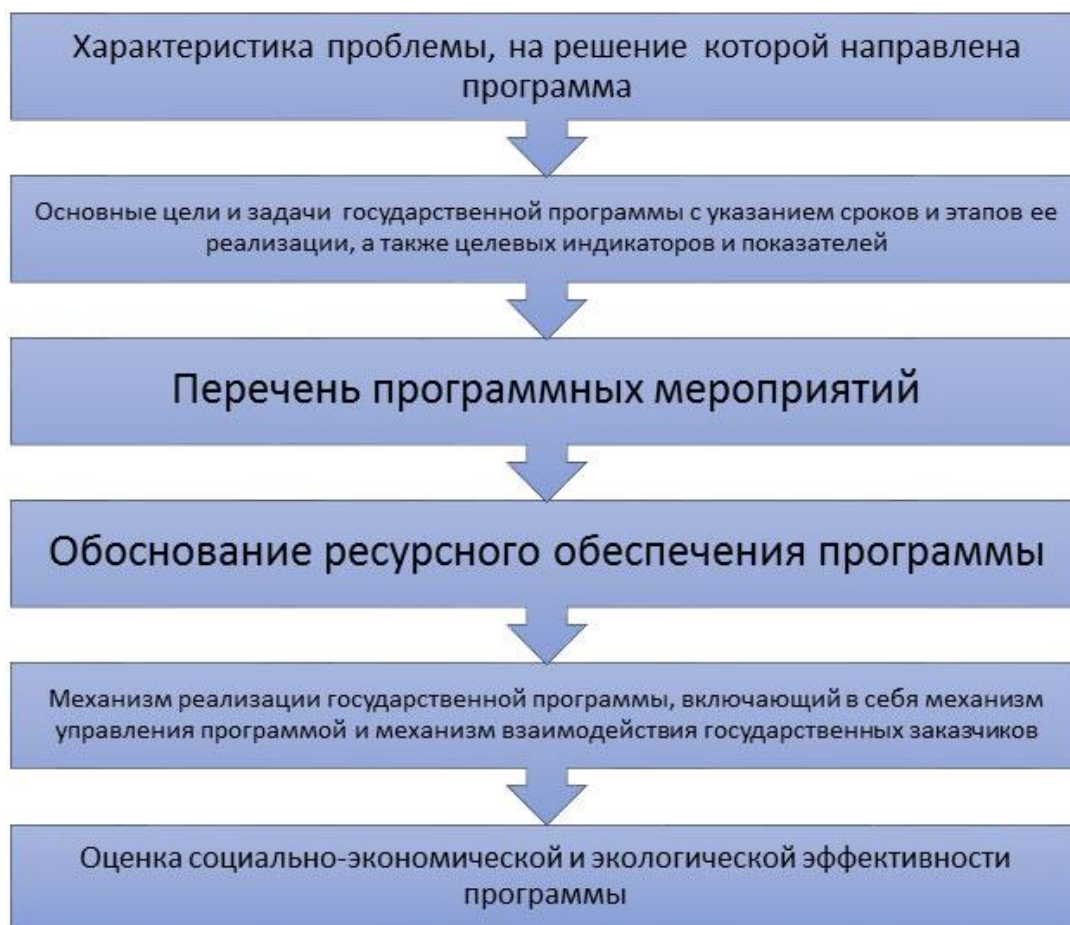 Характеристика проблемы, на решение которой направлена
программа
Основные цели и задачи государственной программы с указанием сроков и этапов ее
реализации, а также целевых индикаторов и показателей
Перечень программных мероприятий
Обоснование ресурсного обеспечения программы
Механизм реализации государственной программы, включающий в себя механизм
управления программой и механизм взаимодействия государственных заказчиков
Оценка социально-экономической и экологической эффективности
программы